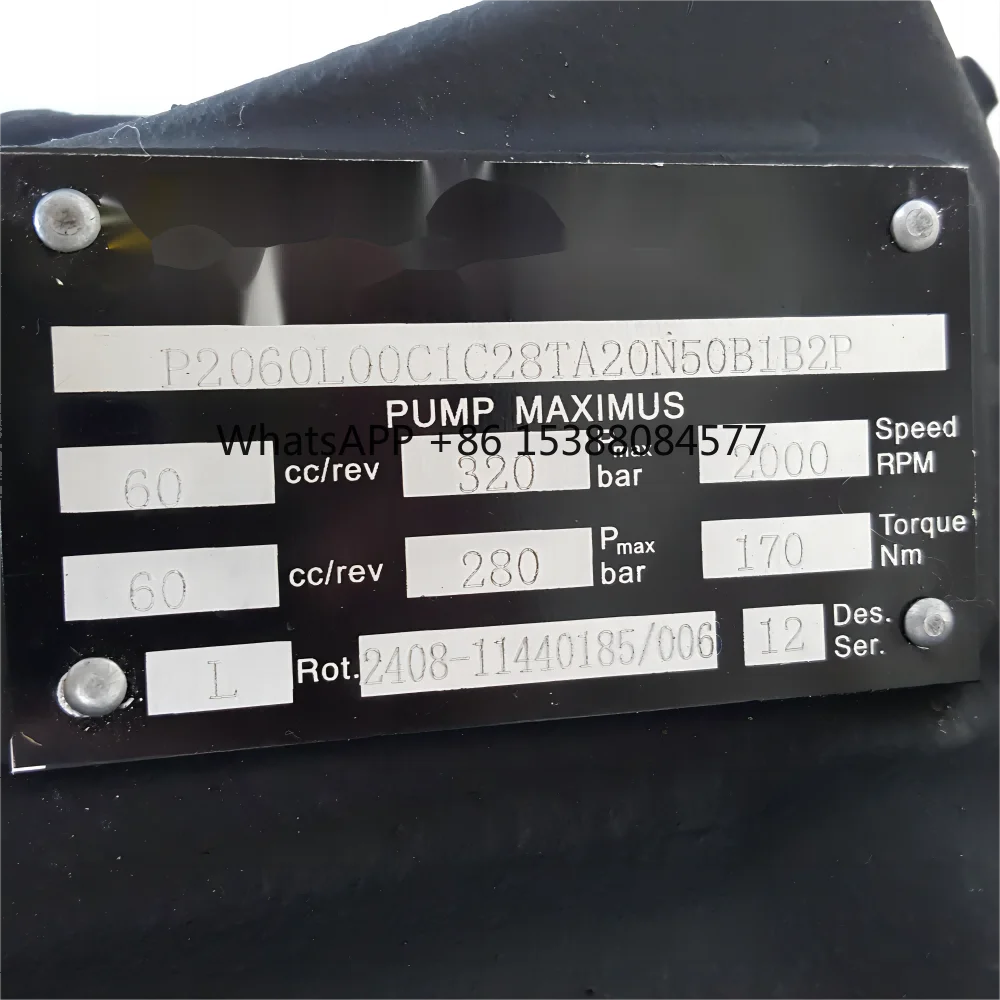 P2060L00C1C28TA20N50B1B2P
PUMP MAXIMUS
WhatsAPP +86 15388084577
60 cc/rev 320 Pmax bar 2000 Speed RPM
60 cc/rev 280 Pmax bar 170 Torque Nm
L Rot. 2408-11440185/006 12 Des. Ser.